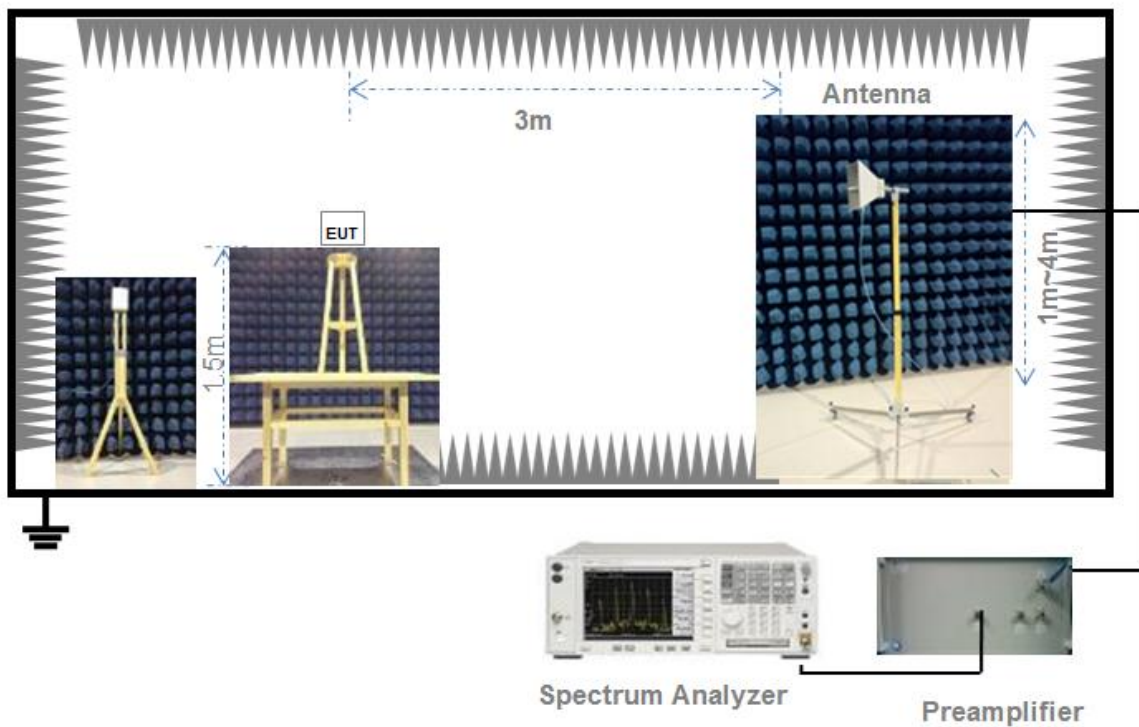 Antenna
3m
EUT
1.5m
1m~4m
Spectrum Analyzer
Preamplifier